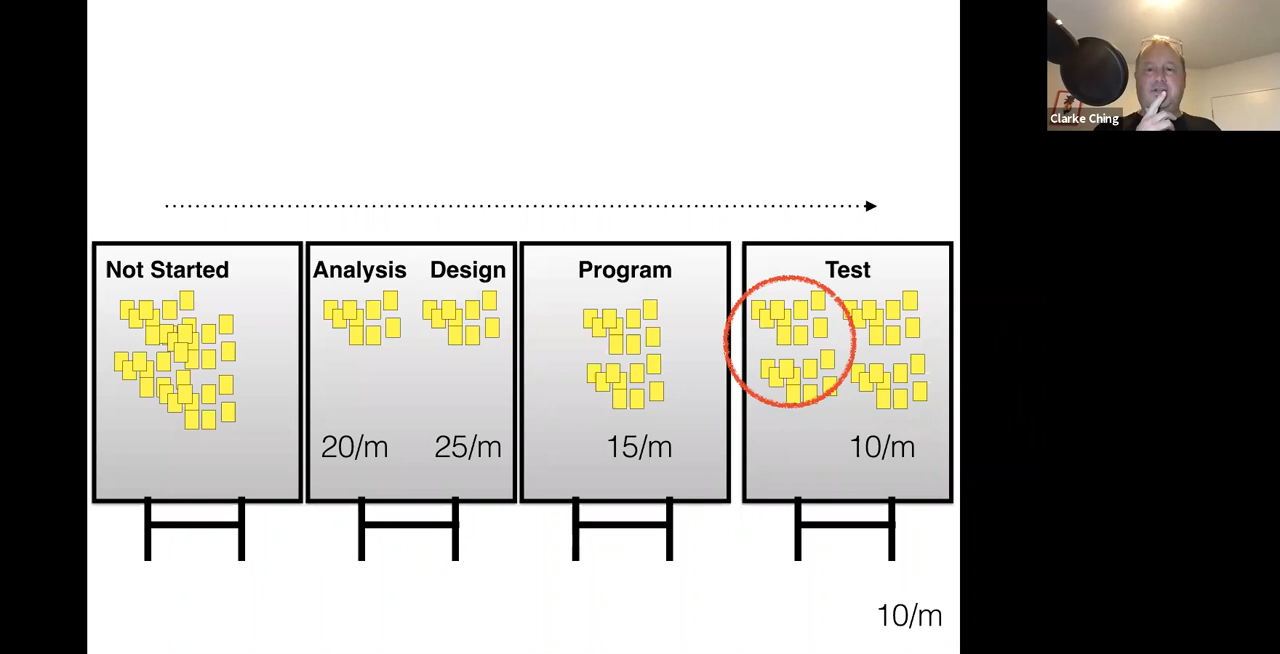 Clarke Ching
Not Started
Analysis Design
Program
Test
20/m 25/m
15/m
10/m
10/m